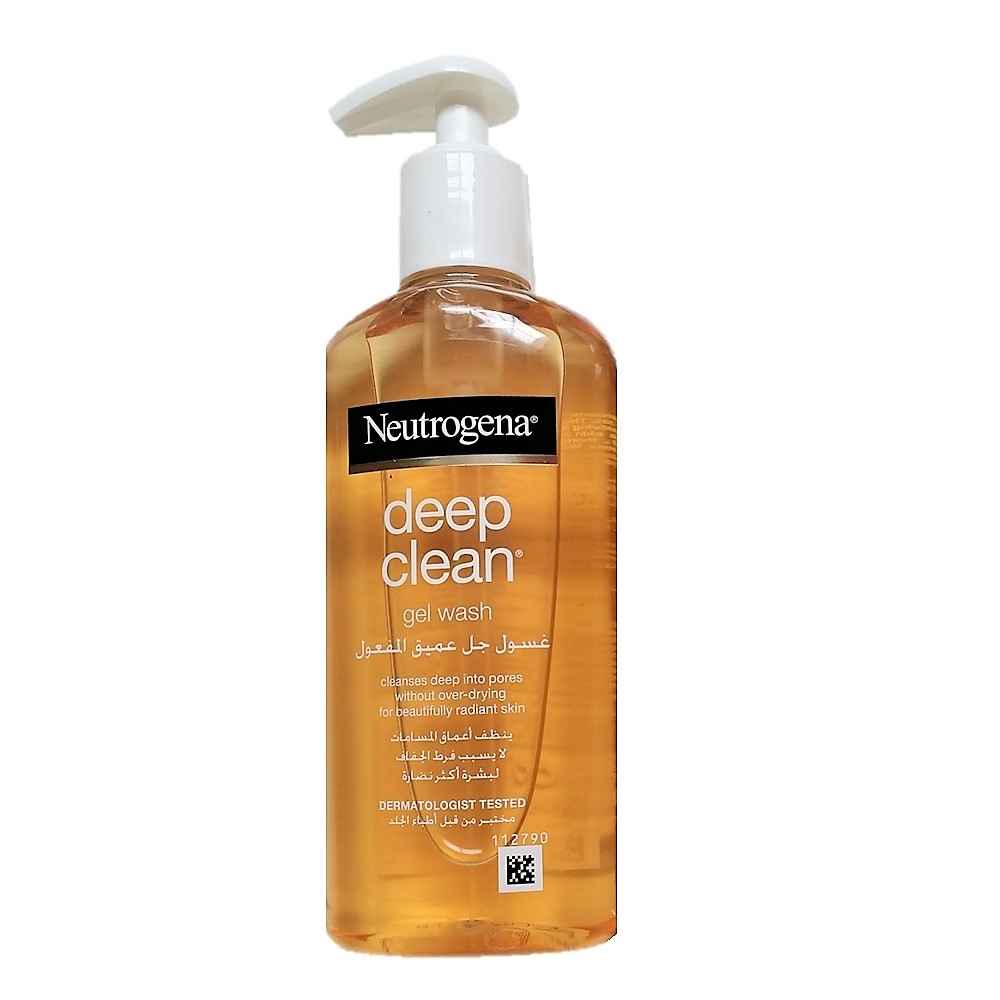 Neutrogena®
deep
clean®
gel wash
غسول جل عميق المفعول
cleanses deep into pores
without over-drying
for beautifully radiant skin
ينظف أعماق المسامات
لا يسبب فرط الجفاف
لبشرة أكثر نضارة
DERMATOLOGIST TESTED
مختبر من قبل أطباء الجلد
112790